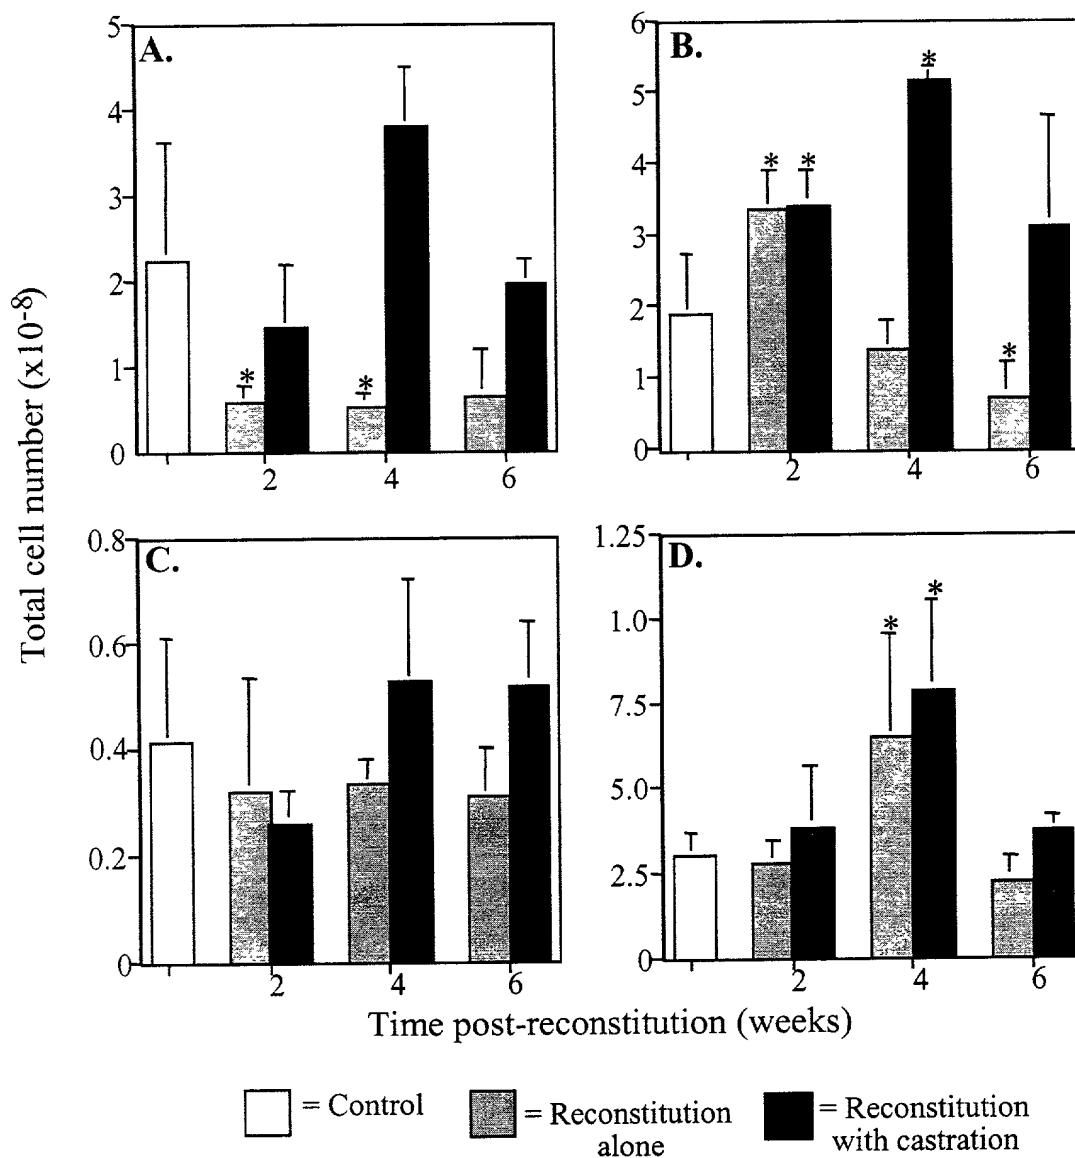 A.
5
4
3
2
1
0
* *
2 4 6
B.
6
5
4
3
2
1
0
* * * *
2 4 6
Total cell number (x10-8)
C.
0.8
0.6
0.4
0.2
0
2 4 6
D.
1.25
1.0
7.5
5.0
2.5
0
* *
2 4 6
Time post-reconstitution (weeks)
= Control
= Reconstitution
alone
= Reconstitution
with castration